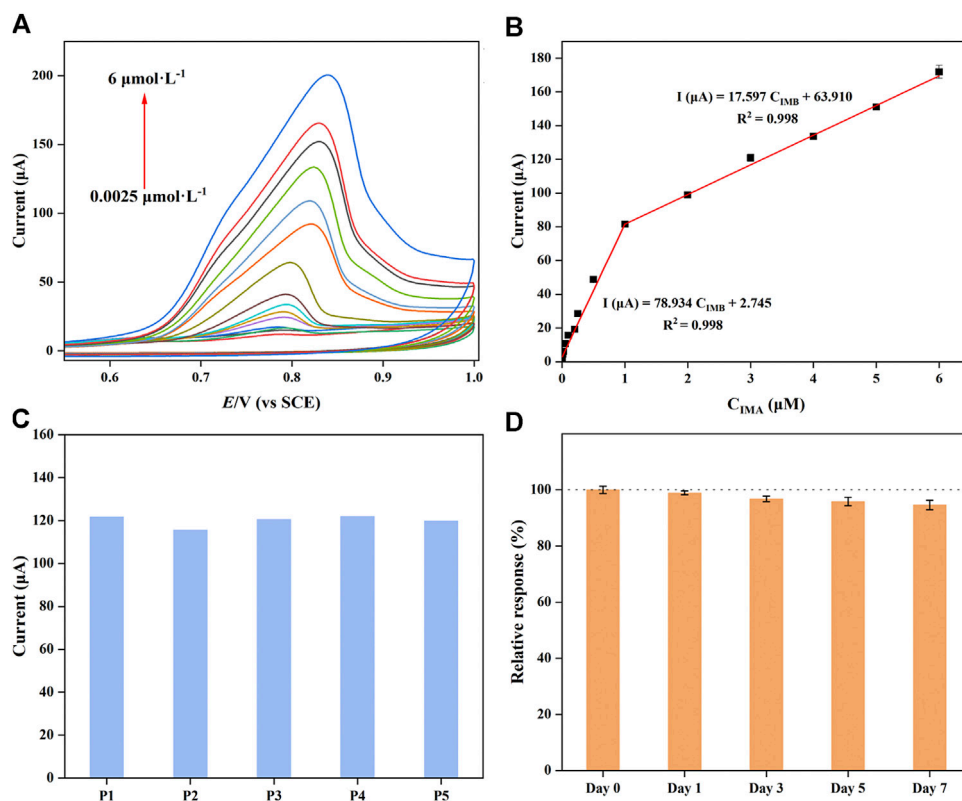 A
6 μmol·L⁻¹
0.0025 μmol·L⁻¹
200
150
100
50
0
0.6 0.7 0.8 0.9 1.0
Current (μA)
E/V (vs SCE)
B
I (μA) = 17.597 C_IMB + 63.910
R² = 0.998
I (μA) = 78.934 C_IMB + 2.745
R² = 0.998
180
160
140
120
100
80
60
40
20
0
0 1 2 3 4 5 6
Current (μA)
C_IMA (μM)
C
160
140
120
100
80
60
40
20
0
P1 P2 P3 P4 P5
Current (μA)
D
120
100
80
60
40
20
0
Day 0 Day 1 Day 3 Day 5 Day 7
Relative response (%)